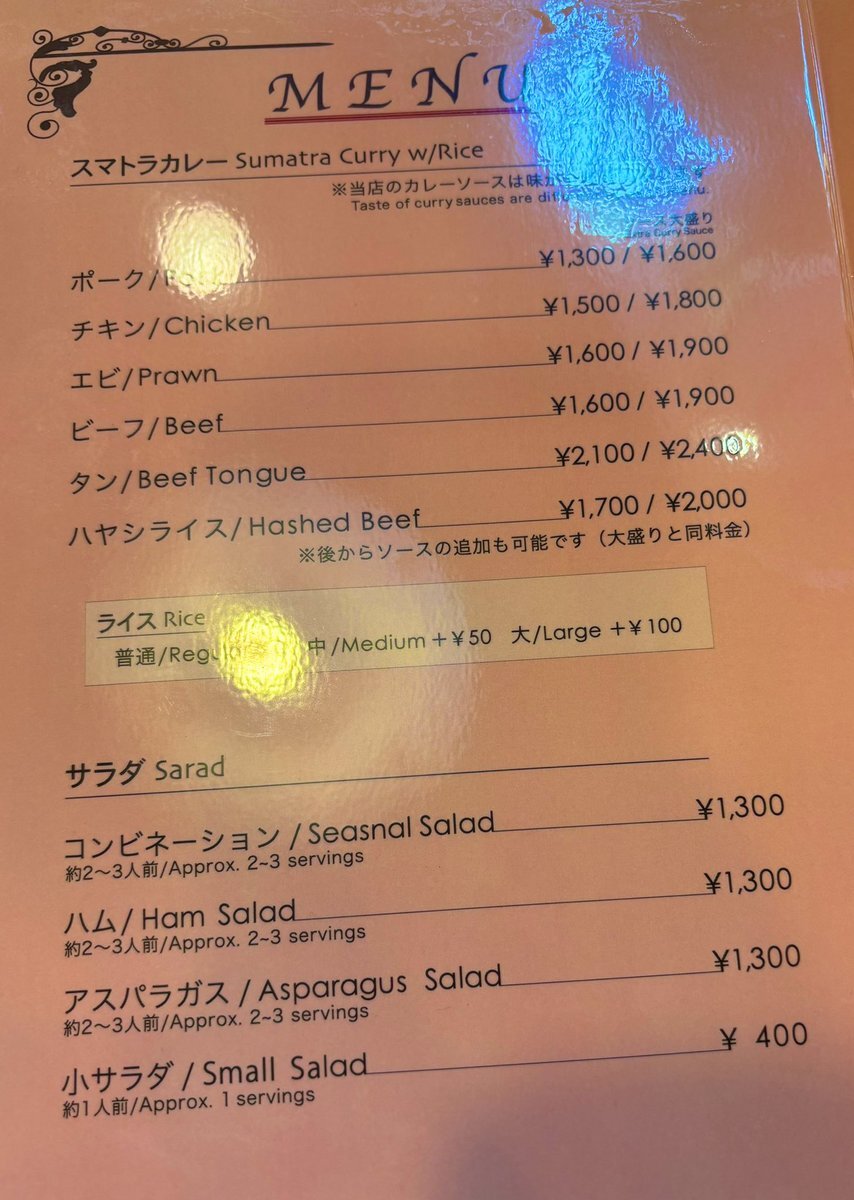 MENU
スマトラカレー Sumatra Curry w/Rice
※当店のカレーソースは味が
Taste of curry sauces are menu.
ソース大盛り
Extra Curry Sauce
ポーク/ ¥1,300 / ¥1,600
チキン/Chicken ¥1,500 / ¥1,800
エビ/Prawn ¥1,600 / ¥1,900
ビーフ/Beef ¥1,600 / ¥1,900
タン/Beef Tongue ¥2,100 / ¥2,400
ハヤシライス/Hashed Beef ¥1,700 / ¥2,000
※後からソースの追加も可能です（大盛りと同料金）
ライス Rice
普通/Regular 中/Medium +¥50 大/Large +¥100
サラダ Sarad
コンビネーション / Seasnal Salad ¥1,300
約2～3人前/Approx. 2~3 servings
ハム/ Ham Salad ¥1,300
約2～3人前/Approx. 2~3 servings
アスパラガス / Asparagus Salad ¥1,300
約2～3人前/Approx. 2~3 servings
小サラダ / Small Salad ¥ 400
約1人前/Approx. 1 servings